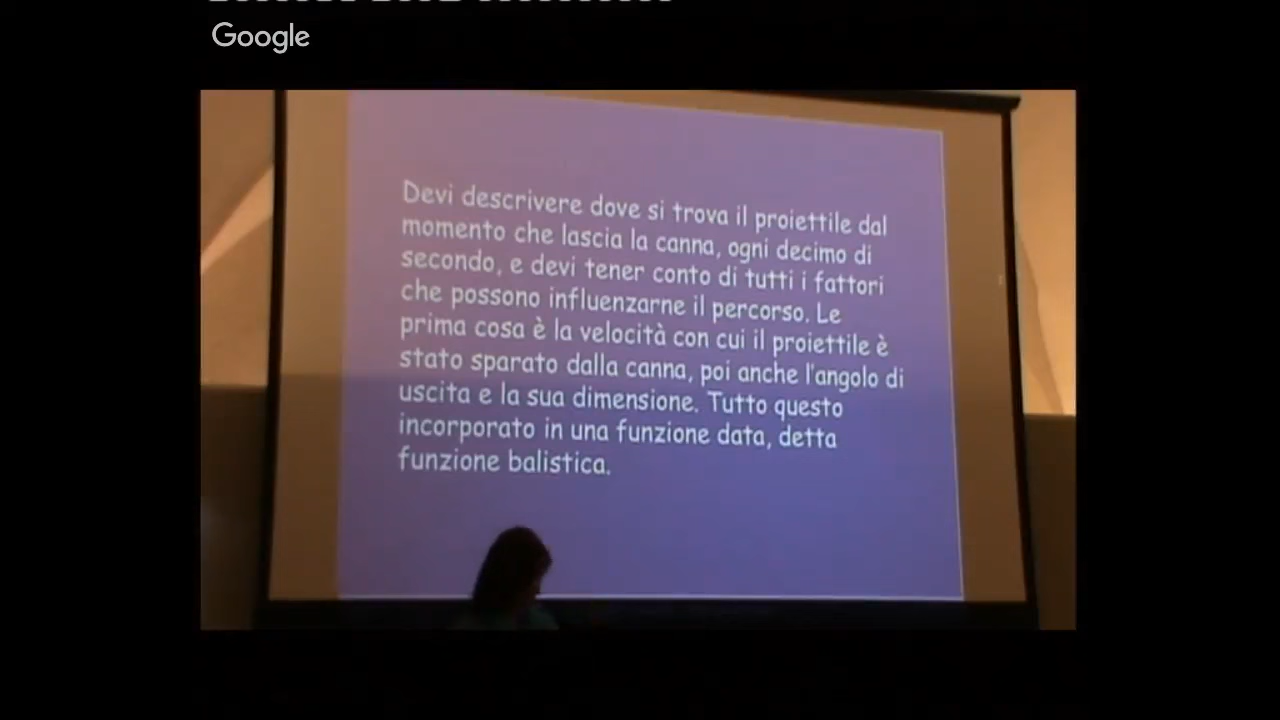 Google
Devi descrivere dove si trova il proiettile dal
momento che lascia la canna, ogni decimo di
secondo, e devi tener conto di tutti i fattori
che possono influenzarne il percorso. Le
prima cosa è la velocità con cui il proiettile è
stato sparato dalla canna, poi anche l'angolo di
uscita e la sua dimensione. Tutto questo
incorporato in una funzione data, detta
funzione balistica.